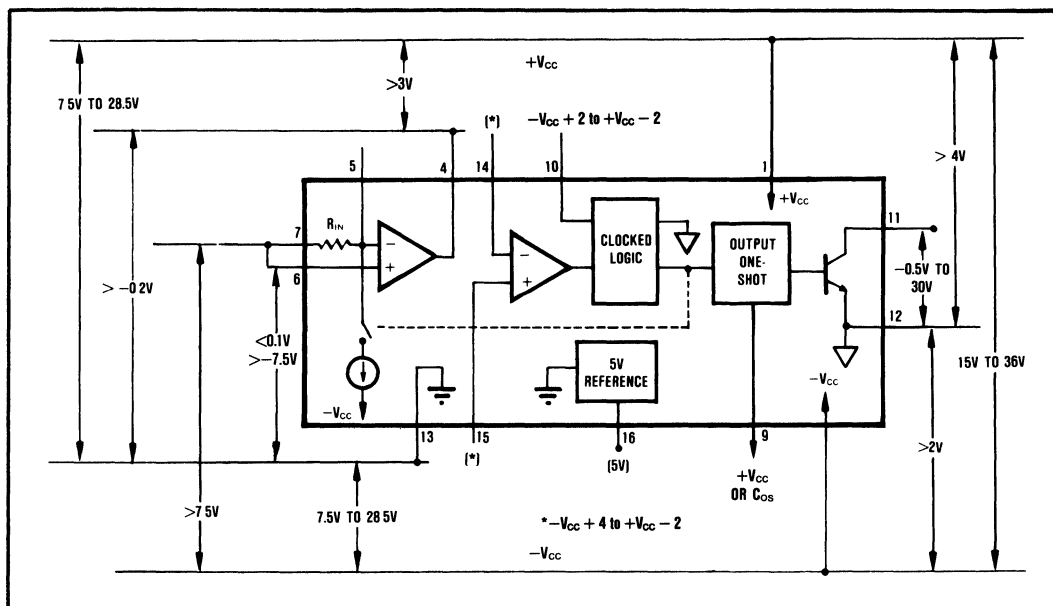 +VCC
>3V
7 5V TO 28.5V
(*)
−VCC + 2 to +VCC − 2
5
4
14
10
1
> 4V
+VCC
11
7
RIN
−
+
6
−
+
CLOCKED
LOGIC
OUTPUT
ONE-
SHOT
−0.5V TO
30V
> −0 2V
12
<0.1V
>−7.5V
5V
REFERENCE
−VCC
15V TO 36V
−VCC
13
15
(*)
16
(5V)
9
+VCC
OR COS
>2V
>7 5V
7.5V TO 28 5V
* −VCC + 4 to +VCC − 2
−VCC